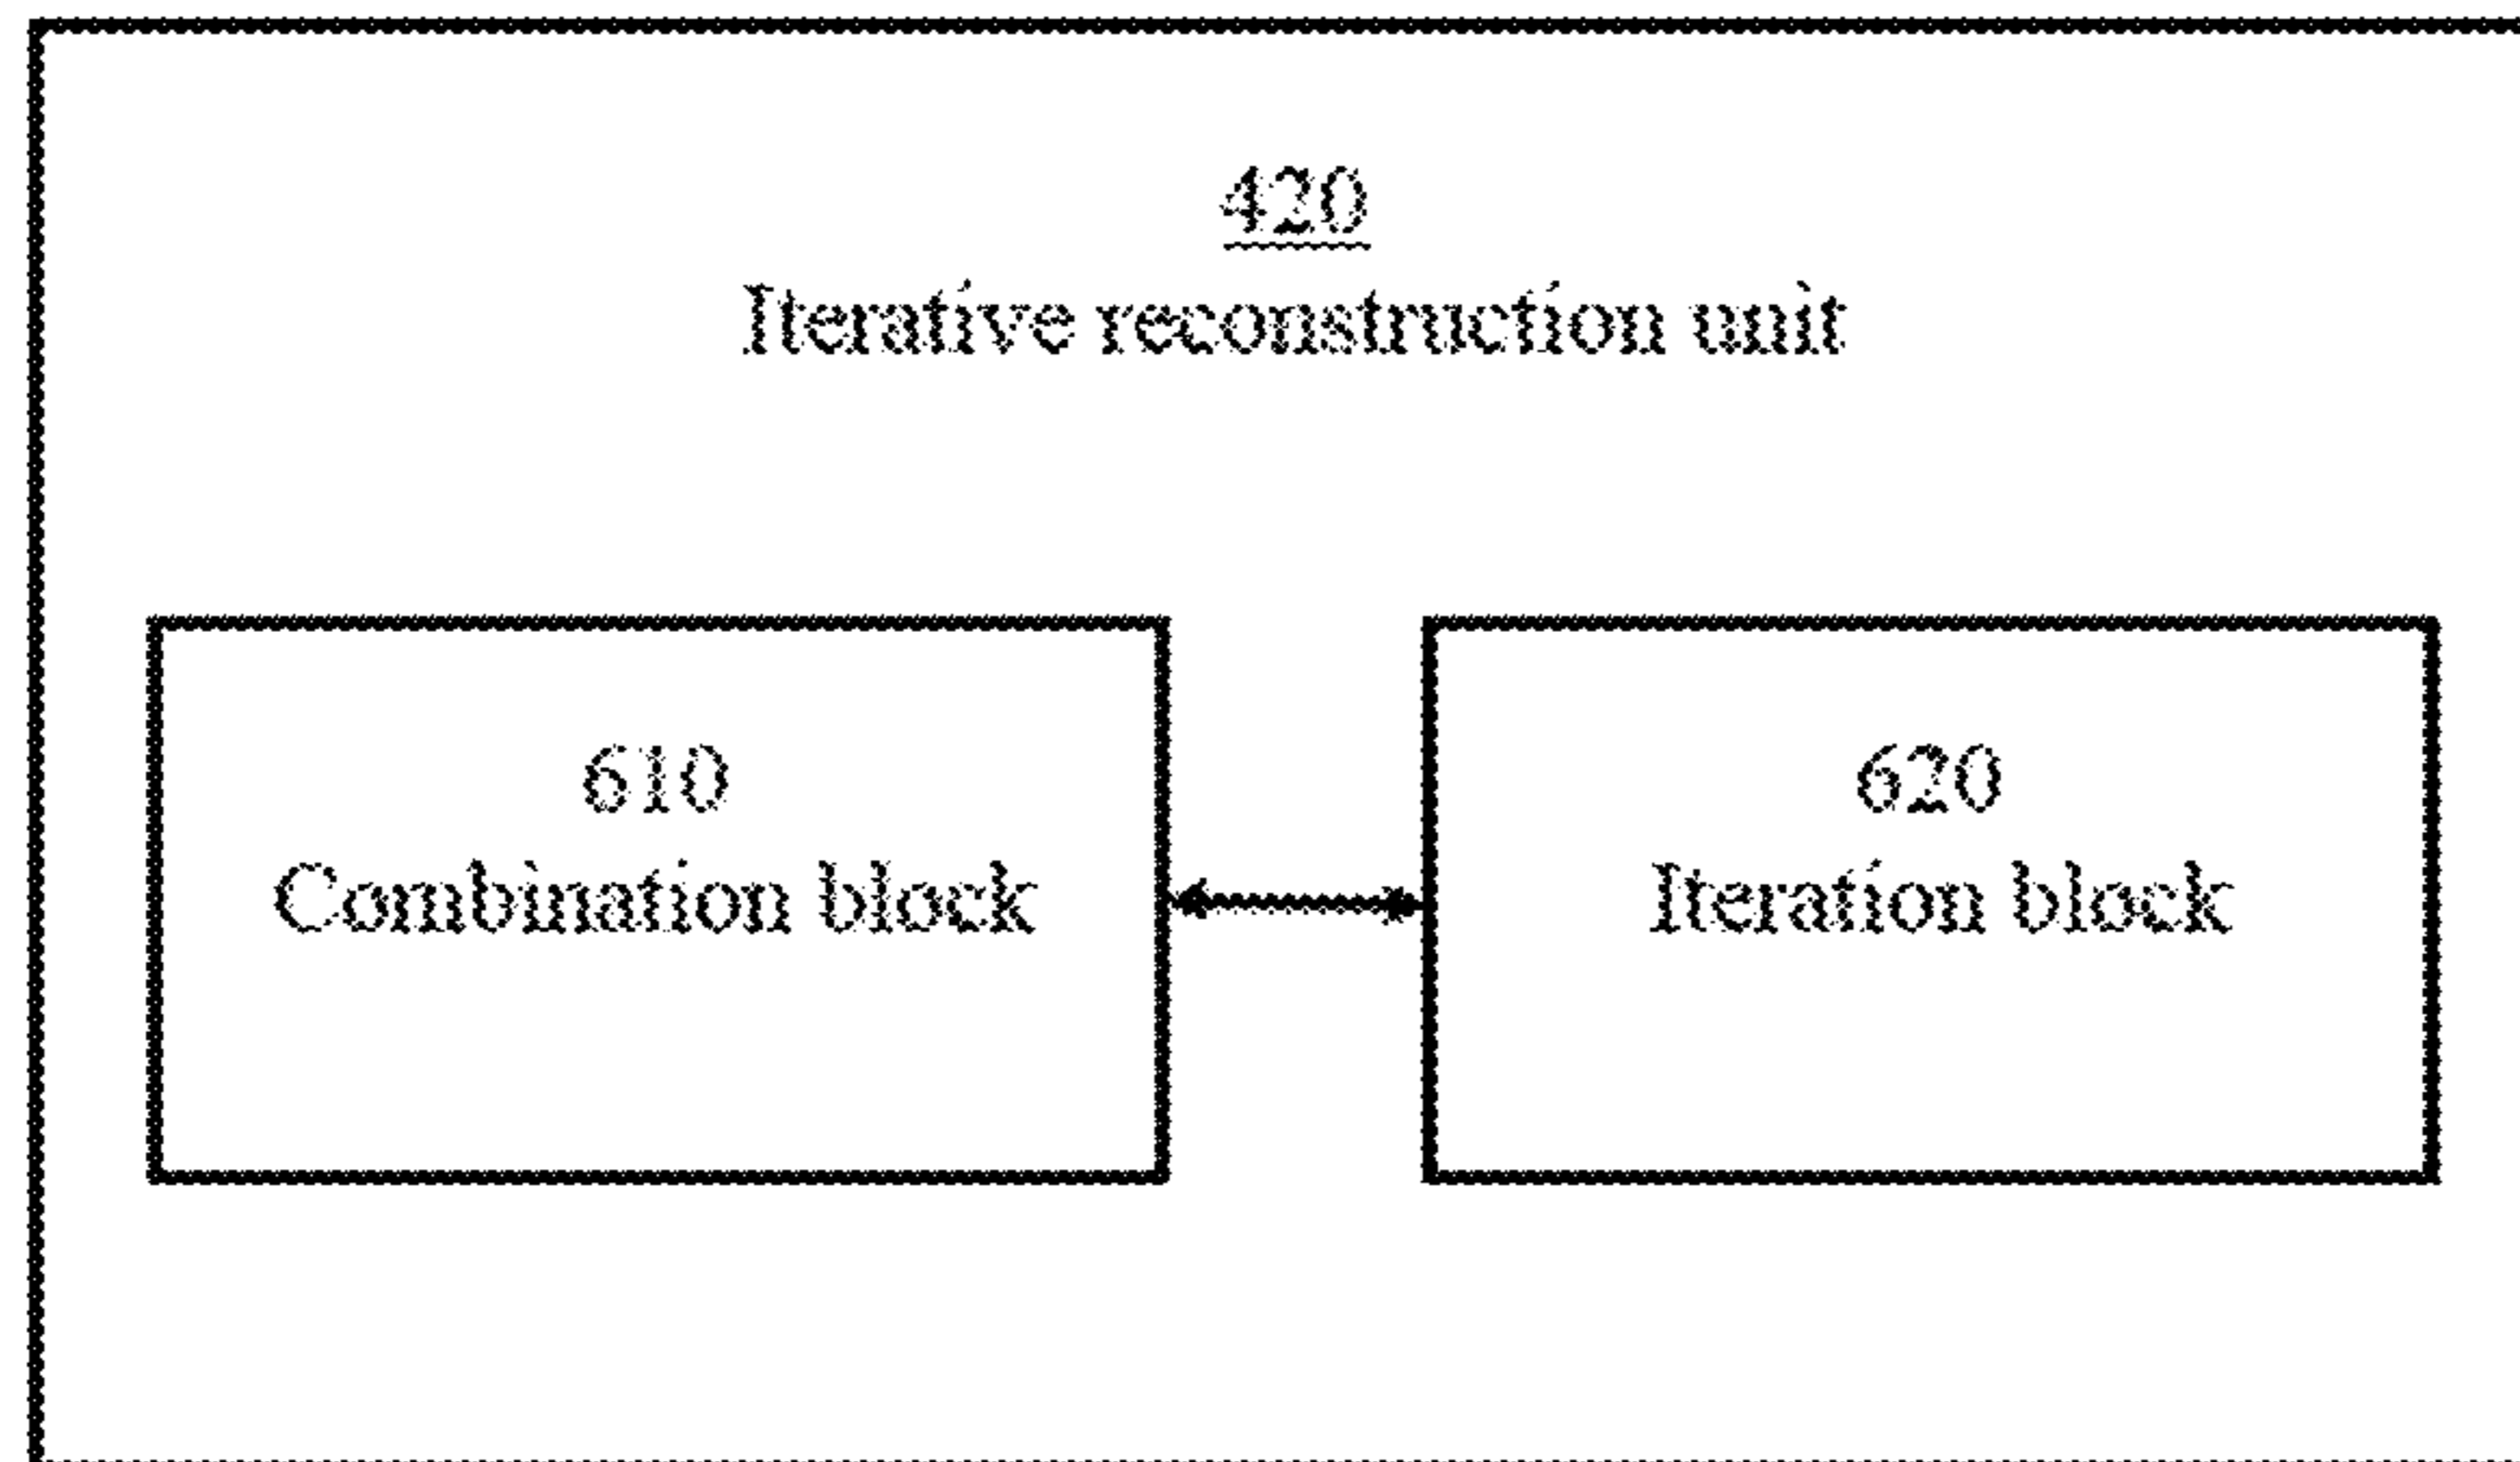 420
Iterative reconstruction unit
610
Combination block
620
Iteration block